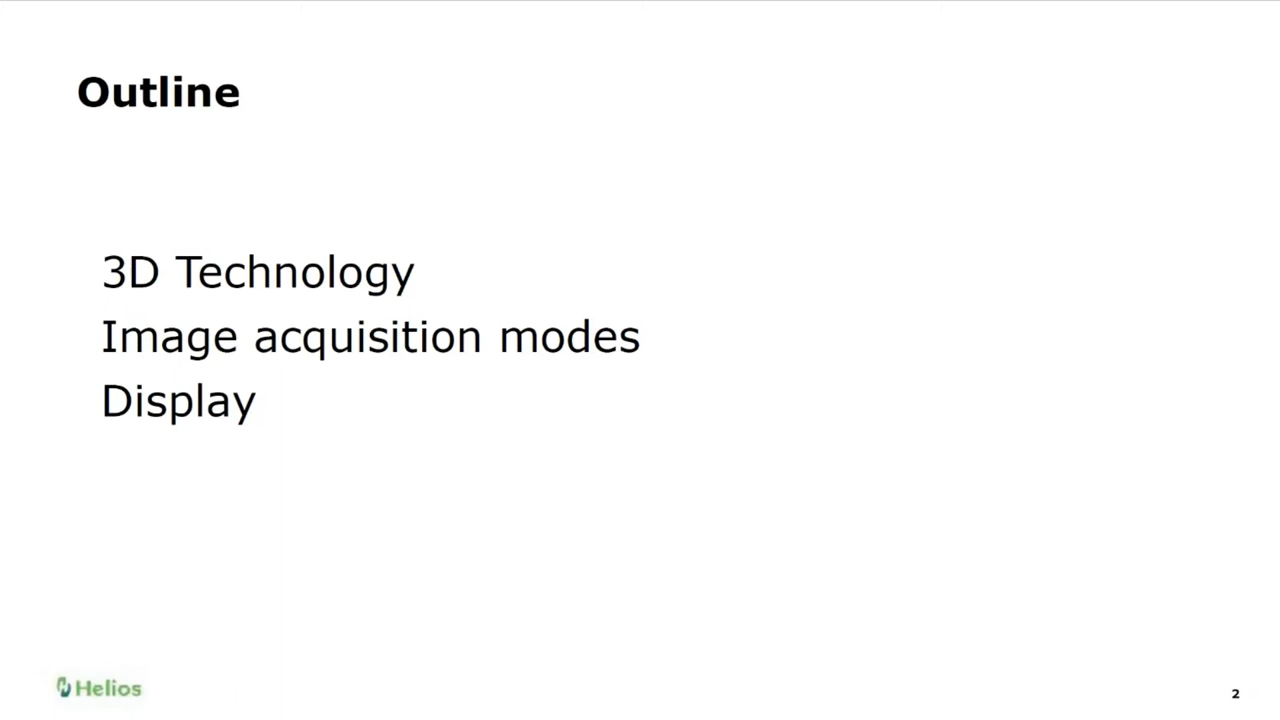 Outline
3D Technology
Image acquisition modes
Display
Helios
2